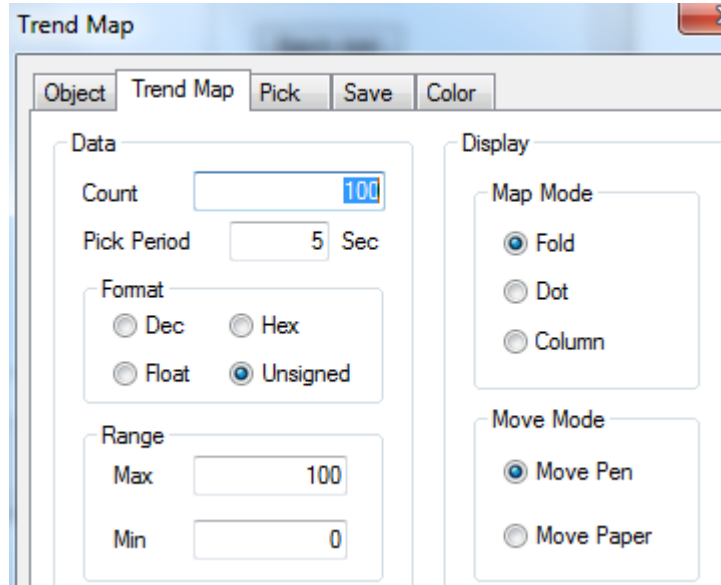 Trend Map
Object Trend Map Pick Save Color
Data
Count 100
Pick Period 5 Sec
Format
Dec Hex
Float Unsigned
Range
Max 100
Min 0
Display
Map Mode
Fold
Dot
Column
Move Mode
Move Pen
Move Paper